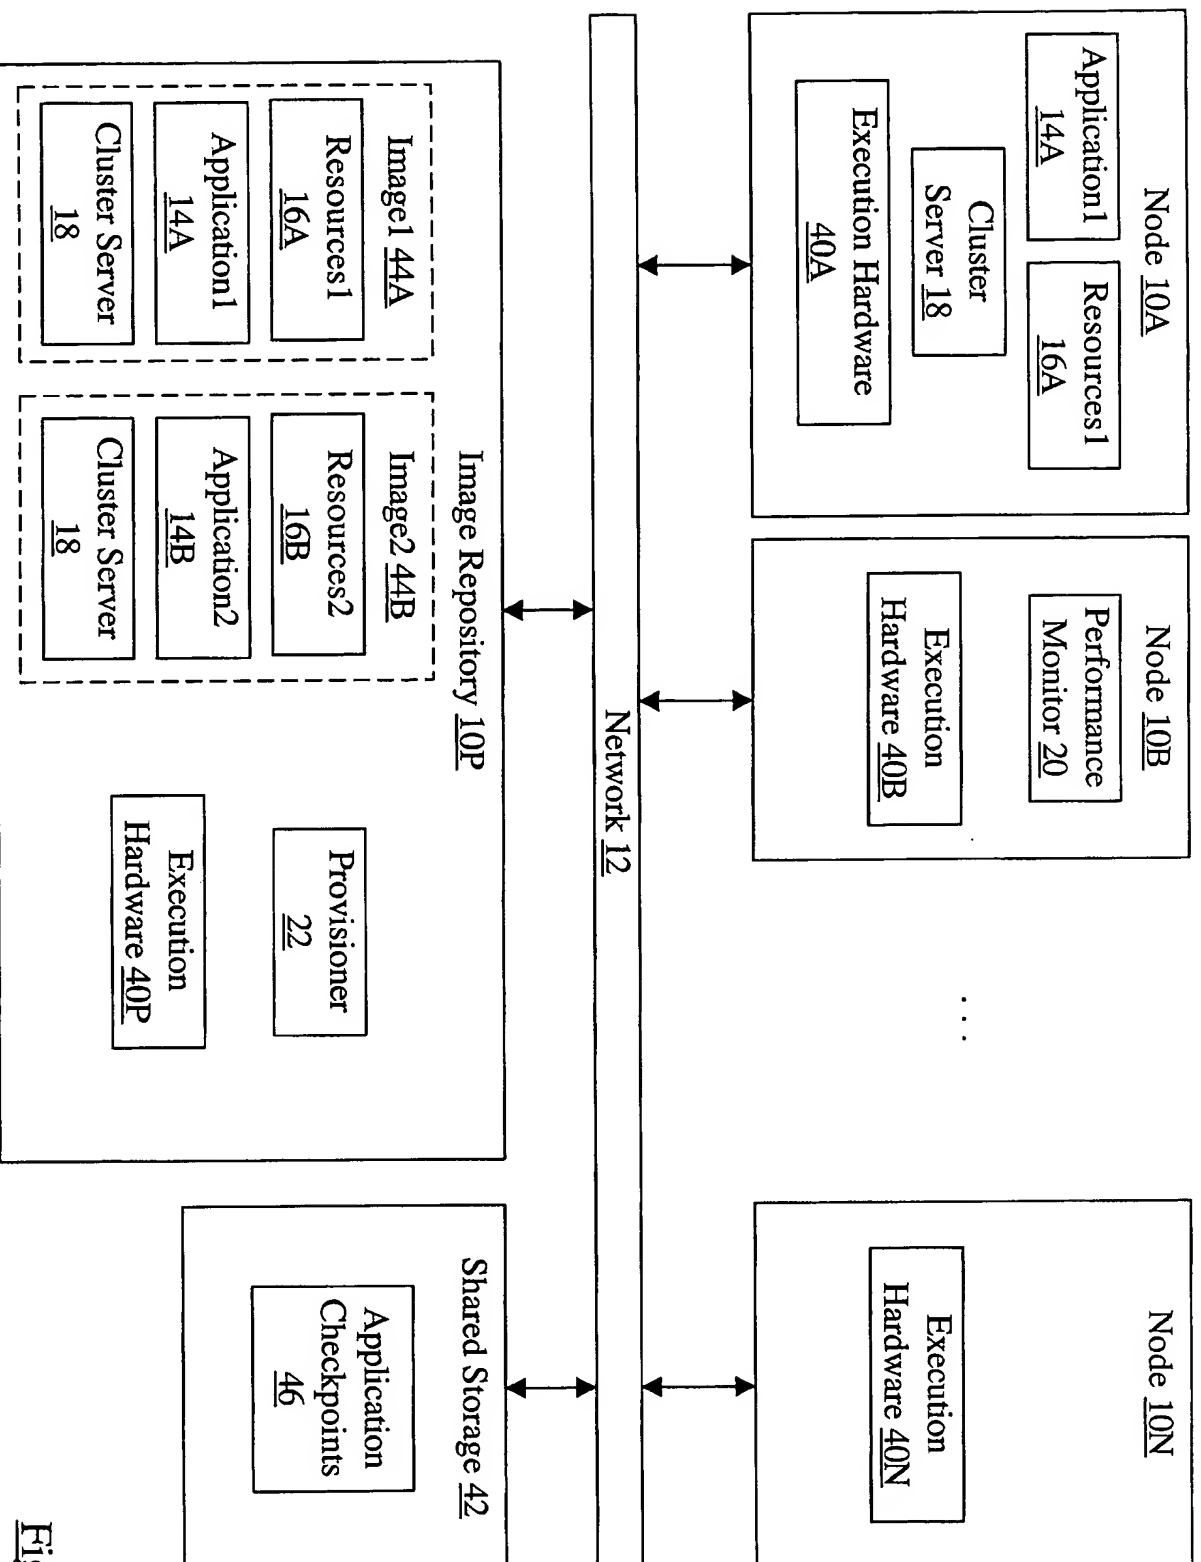 Node 10A
Application1
14A
Resources1
16A
Cluster
Server 18
Execution Hardware
40A
Node 10B
Performance
Monitor 20
Execution
Hardware 40B
. . .
Node 10N
Execution
Hardware 40N
Network 12
Image Repository 10P
Image1 44A
Resources1
16A
Application1
14A
Cluster Server
18
Image2 44B
Resources2
16B
Application2
14B
Cluster Server
18
Provisioner
22
Execution
Hardware 40P
Shared Storage 42
Application
Checkpoints
46